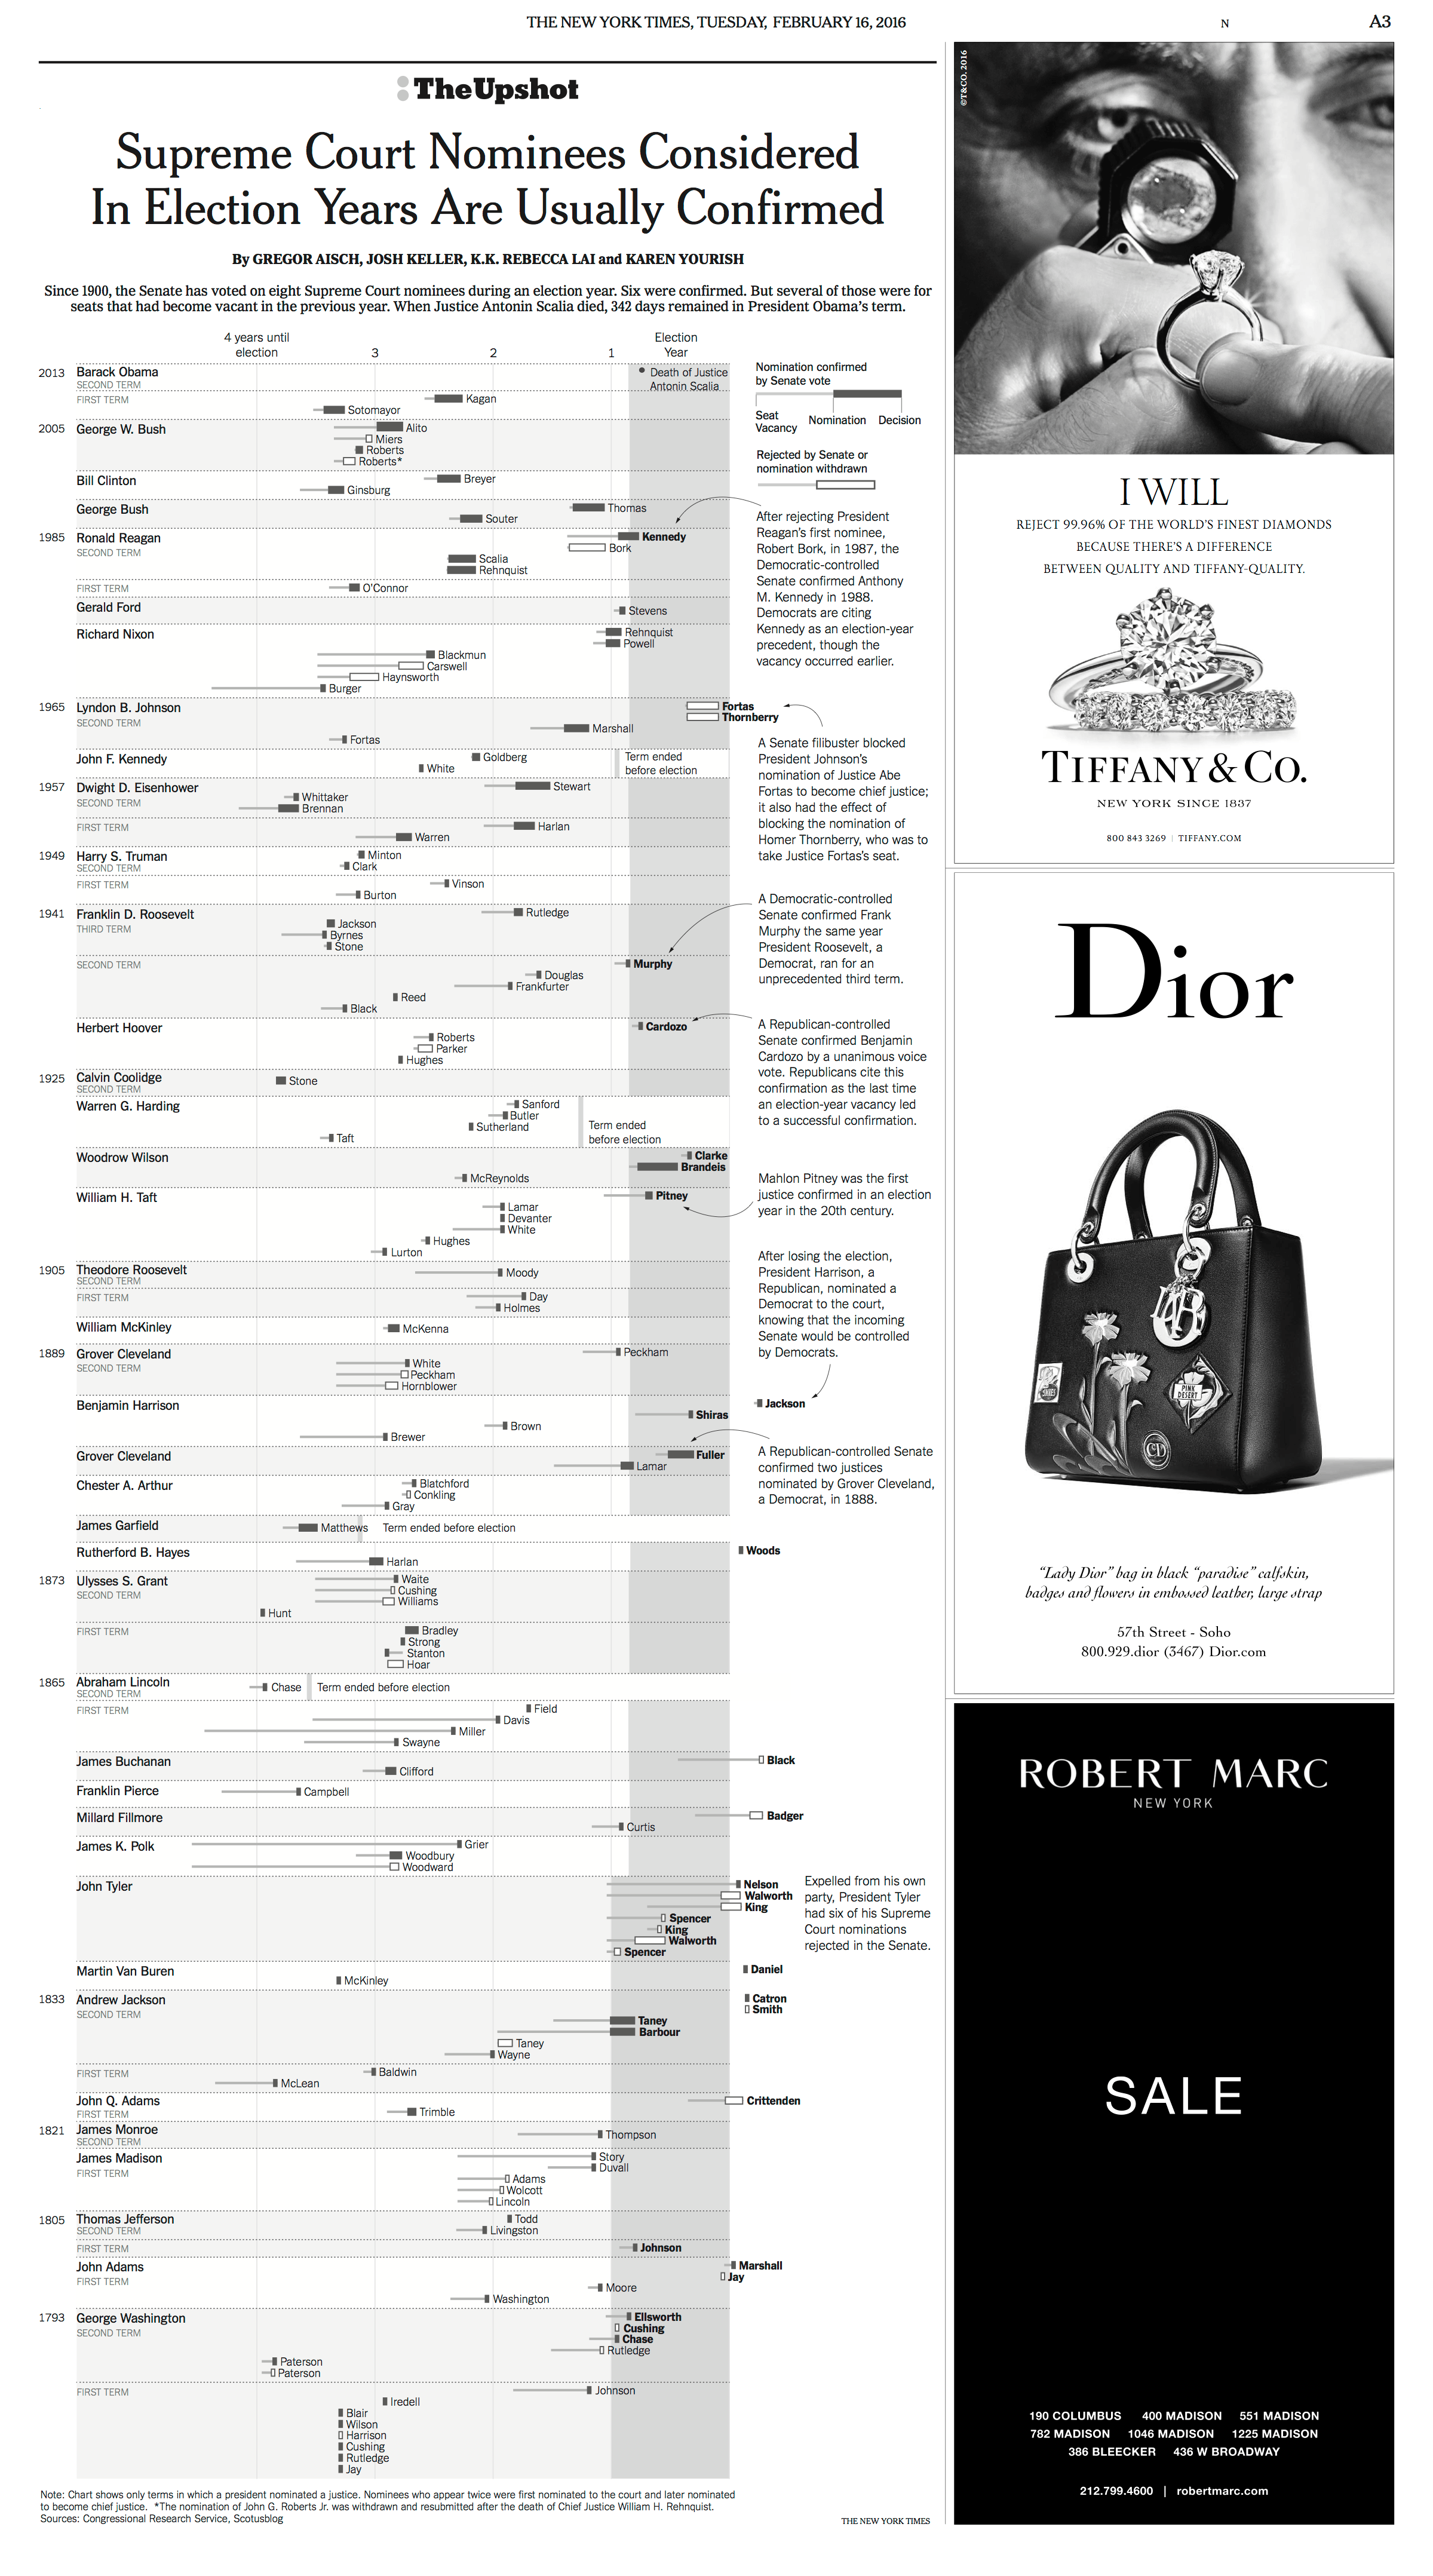 THE NEW YORK TIMES, TUESDAY, FEBRUARY 16, 2016
N
A3
TheUpshot
Supreme Court Nominees Considered
In Election Years Are Usually Confirmed
By GREGOR AISCH, JOSH KELLER, K.K. REBECCA LAI and KAREN YOURISH
Since 1900, the Senate has voted on eight Supreme Court nominees during an election year. Six were confirmed. But several of those were for
seats that had become vacant in the previous year. When Justice Antonin Scalia died, 342 days remained in President Obama's term.
4 years until
election
3
2
1
Election
Year
2013
Barack Obama
SECOND TERM
Death of Justice
Antonin Scalia
FIRST TERM
Kagan
Sotomayor
2005
George W. Bush
Alito
Miers
Roberts
Roberts*
Bill Clinton
Breyer
Ginsburg
George Bush
Thomas
Souter
1985
Ronald Reagan
SECOND TERM
Kennedy
Bork
Scalia
Rehnquist
FIRST TERM
O'Connor
Gerald Ford
Stevens
Richard Nixon
Rehnquist
Powell
Blackmun
Carswell
Haynsworth
Burger
1965
Lyndon B. Johnson
SECOND TERM
Fortas
Thornberry
Marshall
Fortas
John F. Kennedy
Goldberg
White
Term ended
before election
1957
Dwight D. Eisenhower
SECOND TERM
Stewart
Whittaker
Brennan
FIRST TERM
Harlan
Warren
1949
Harry S. Truman
SECOND TERM
Minton
Clark
FIRST TERM
Vinson
Burton
1941
Franklin D. Roosevelt
THIRD TERM
Rutledge
Jackson
Byrnes
Stone
SECOND TERM
Murphy
Douglas
Frankfurter
Reed
Black
Herbert Hoover
Cardozo
Roberts
Parker
Hughes
1925
Calvin Coolidge
SECOND TERM
Stone
Warren G. Harding
Sanford
Butler
Sutherland
Taft
Term ended
before election
Woodrow Wilson
Clarke
Brandeis
McReynolds
William H. Taft
Pitney
Lamar
Devanter
White
Hughes
Lurton
1905
Theodore Roosevelt
SECOND TERM
Moody
FIRST TERM
Day
Holmes
William McKinley
McKenna
1889
Grover Cleveland
SECOND TERM
Peckham
White
Peckham
Hornblower
Benjamin Harrison
Jackson
Shiras
Brown
Brewer
Grover Cleveland
Fuller
Lamar
Chester A. Arthur
Blatchford
Conkling
Gray
James Garfield
Matthews
Term ended before election
Rutherford B. Hayes
Woods
Harlan
1873
Ulysses S. Grant
SECOND TERM
Waite
Cushing
Williams
Hunt
FIRST TERM
Bradley
Strong
Stanton
Hoar
1865
Abraham Lincoln
SECOND TERM
Chase
Term ended before election
FIRST TERM
Field
Davis
Miller
Swayne
James Buchanan
Black
Clifford
Franklin Pierce
Campbell
Millard Fillmore
Badger
Curtis
James K. Polk
Grier
Woodbury
Woodward
John Tyler
Nelson
Walworth
King
Spencer
King
Walworth
Spencer
Martin Van Buren
Daniel
McKinley
1833
Andrew Jackson
SECOND TERM
Catron
Smith
Taney
Barbour
Taney
Wayne
FIRST TERM
Baldwin
McLean
John Q. Adams
FIRST TERM
Crittenden
Trimble
1821
James Monroe
SECOND TERM
Thompson
James Madison
FIRST TERM
Story
Duvall
Adams
Wolcott
Lincoln
1805
Thomas Jefferson
SECOND TERM
Todd
Livingston
FIRST TERM
Johnson
John Adams
FIRST TERM
Marshall
Jay
Moore
Washington
1793
George Washington
SECOND TERM
Ellsworth
Cushing
Chase
Rutledge
Paterson
Paterson
FIRST TERM
Johnson
Iredell
Blair
Wilson
Harrison
Cushing
Rutledge
Jay
Nomination confirmed
by Senate vote
Seat
Vacancy
Nomination
Decision
Rejected by Senate or
nomination withdrawn
After rejecting President
Reagan's first nominee,
Robert Bork, in 1987, the
Democratic-controlled
Senate confirmed Anthony
M. Kennedy in 1988.
Democrats are citing
Kennedy as an election-year
precedent, though the
vacancy occurred earlier.
A Senate filibuster blocked
President Johnson's
nomination of Justice Abe
Fortas to become chief justice;
it also had the effect of
blocking the nomination of
Homer Thornberry, who was to
take Justice Fortas's seat.
A Democratic-controlled
Senate confirmed Frank
Murphy the same year
President Roosevelt, a
Democrat, ran for an
unprecedented third term.
A Republican-controlled
Senate confirmed Benjamin
Cardozo by a unanimous voice
vote. Republicans cite this
confirmation as the last time
an election-year vacancy led
to a successful confirmation.
Mahlon Pitney was the first
justice confirmed in an election
year in the 20th century.
After losing the election,
President Harrison, a
Republican, nominated a
Democrat to the court,
knowing that the incoming
Senate would be controlled
by Democrats.
A Republican-controlled Senate
confirmed two justices
nominated by Grover Cleveland,
a Democrat, in 1888.
Expelled from his own
party, President Tyler
had six of his Supreme
Court nominations
rejected in the Senate.
Note: Chart shows only terms in which a president nominated a justice. Nominees who appear twice were first nominated to the court and later nominated
to become chief justice. *The nomination of John G. Roberts Jr. was withdrawn and resubmitted after the death of Chief Justice William H. Rehnquist.
Sources: Congressional Research Service, Scotusblog
THE NEW YORK TIMES
©T&CO. 2016
I WILL
REJECT 99.96% OF THE WORLD'S FINEST DIAMONDS
BECAUSE THERE'S A DIFFERENCE
BETWEEN QUALITY AND TIFFANY-QUALITY.
TIFFANY & CO.
NEW YORK SINCE 1837
800 843 3269 | TIFFANY.COM
Dior
PINK
DESERT
CD
"Lady Dior" bag in black "paradise" calfskin,
badges and flowers in embossed leather, large strap
57th Street - Soho
800.929.dior (3467) Dior.com
ROBERT MARC
NEW YORK
SALE
190 COLUMBUS 400 MADISON 551 MADISON
782 MADISON 1046 MADISON 1225 MADISON
386 BLEECKER 436 W BROADWAY
212.799.4600 | robertmarc.com